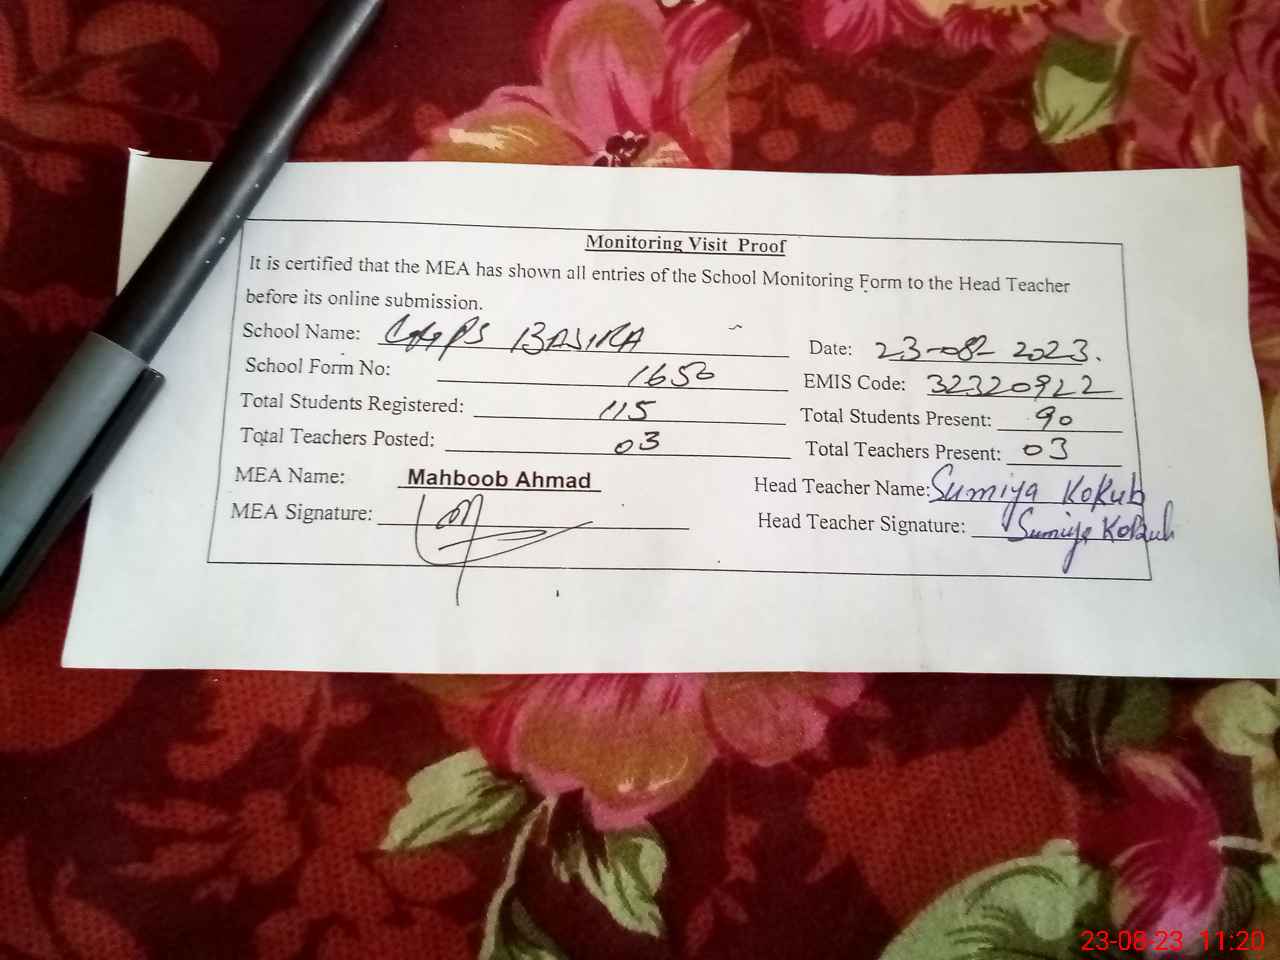 Monitoring Visit Proof
It is certified that the MEA has shown all entries of the School Monitoring Form to the Head Teacher
before its online submission.
School Name: GGPS BASIRA Date: 23-08-2023.
School Form No: 1650 EMIS Code: 32320922
Total Students Registered: 115 Total Students Present: 90
Total Teachers Posted: 03 Total Teachers Present: 03
MEA Name: Mahboob Ahmad Head Teacher Name: Sumiya Kokub
MEA Signature: Head Teacher Signature: Sumiya Kokub
23-08-23 11:20